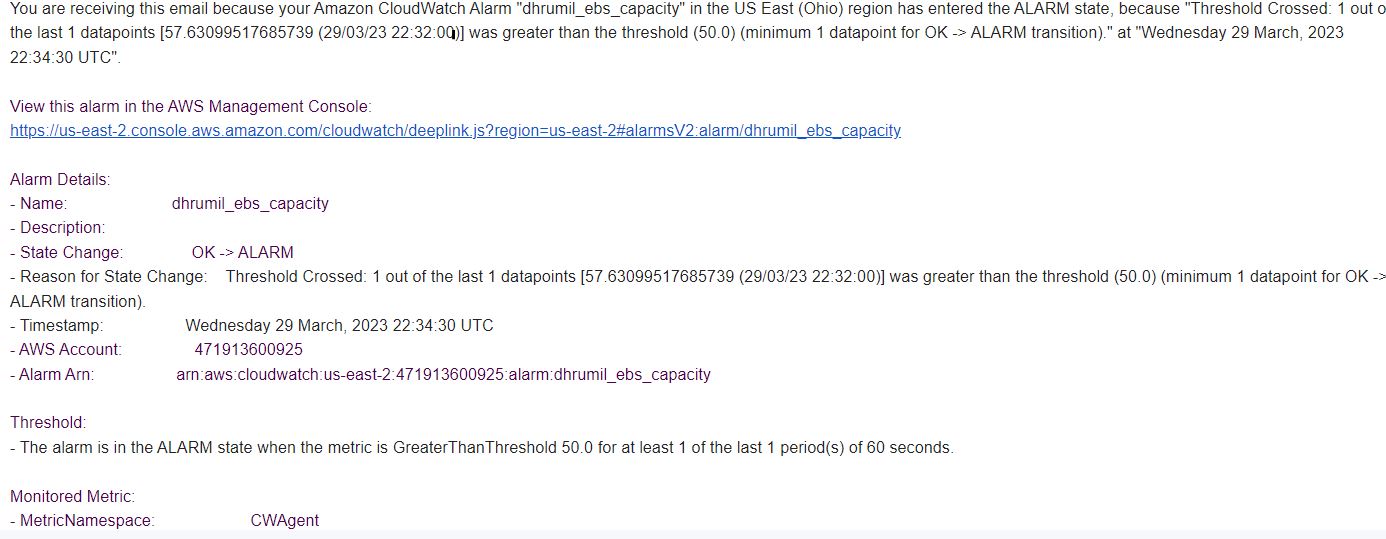 You are receiving this email because your Amazon CloudWatch Alarm "dhrumil_ebs_capacity" in the US East (Ohio) region has entered the ALARM state, because "Threshold Crossed: 1 out o
the last 1 datapoints [57.63099517685739 (29/03/23 22:32:00)] was greater than the threshold (50.0) (minimum 1 datapoint for OK -> ALARM transition)." at "Wednesday 29 March, 2023
22:34:30 UTC".
View this alarm in the AWS Management Console:
https://us-east-2.console.aws.amazon.com/cloudwatch/deeplink.js?region=us-east-2#alarmsV2:alarm/dhrumil_ebs_capacity
Alarm Details:
- Name: dhrumil_ebs_capacity
- Description:
- State Change: OK -> ALARM
- Reason for State Change: Threshold Crossed: 1 out of the last 1 datapoints [57.63099517685739 (29/03/23 22:32:00)] was greater than the threshold (50.0) (minimum 1 datapoint for OK ->
ALARM transition).
- Timestamp: Wednesday 29 March, 2023 22:34:30 UTC
- AWS Account: 471913600925
- Alarm Arn: arn:aws:cloudwatch:us-east-2:471913600925:alarm:dhrumil_ebs_capacity
Threshold:
- The alarm is in the ALARM state when the metric is GreaterThanThreshold 50.0 for at least 1 of the last 1 period(s) of 60 seconds.
Monitored Metric:
- MetricNamespace: CWAgent